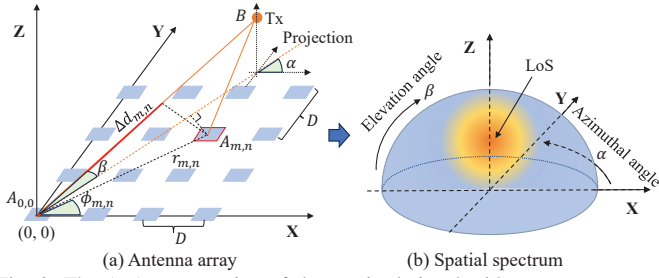 Z
Y
B
Tx
Projection
α
Δd_{m,n}
D
A_{m,n}
r_{m,n}
β
A_{0,0}
ϕ_{m,n}
(0, 0)
D
X
(a) Antenna array
Z
LoS
Y
Elevation angle
β
Azimuthal angle
α
X
(b) Spatial spectrum